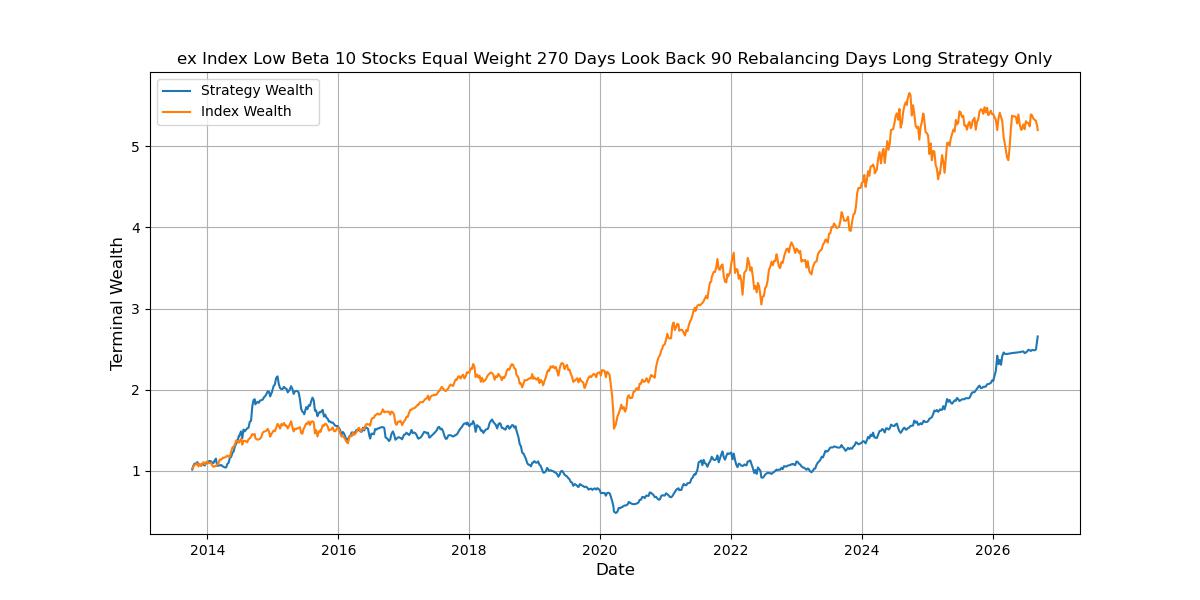 ex Index Low Beta 10 Stocks Equal Weight 270 Days Look Back 90 Rebalancing Days Long Strategy Only
Strategy Wealth
Index Wealth
Terminal Wealth
5
4
3
2
1
2014 2016 2018 2020 2022 2024 2026
Date